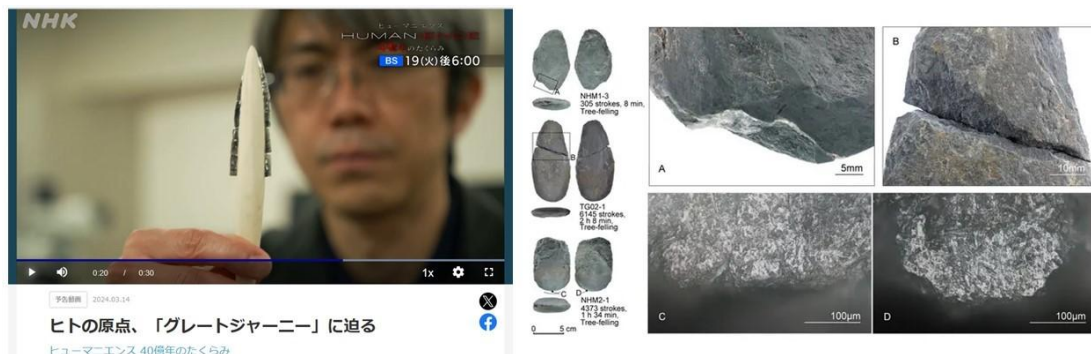 NHK
ヒューマニエンス
HUMAN
のたくらみ
BS 19(火)後6:00
0:20 / 0:30
1x
予告動画 2024.03.14
ヒトの原点、「グレートジャーニー」に迫る
ヒューマニエンス 40億年のたくらみ
A
NHM1-3
305 strokes, 8 min,
Tree-felling
B
TG02-1
6145 strokes,
2 h 8 min,
Tree-felling
C D
NHM2-1
4373 strokes,
1 h 34 min,
Tree-felling
0 5 cm
A
5mm
B
10mm
C
100μm
D
100μm